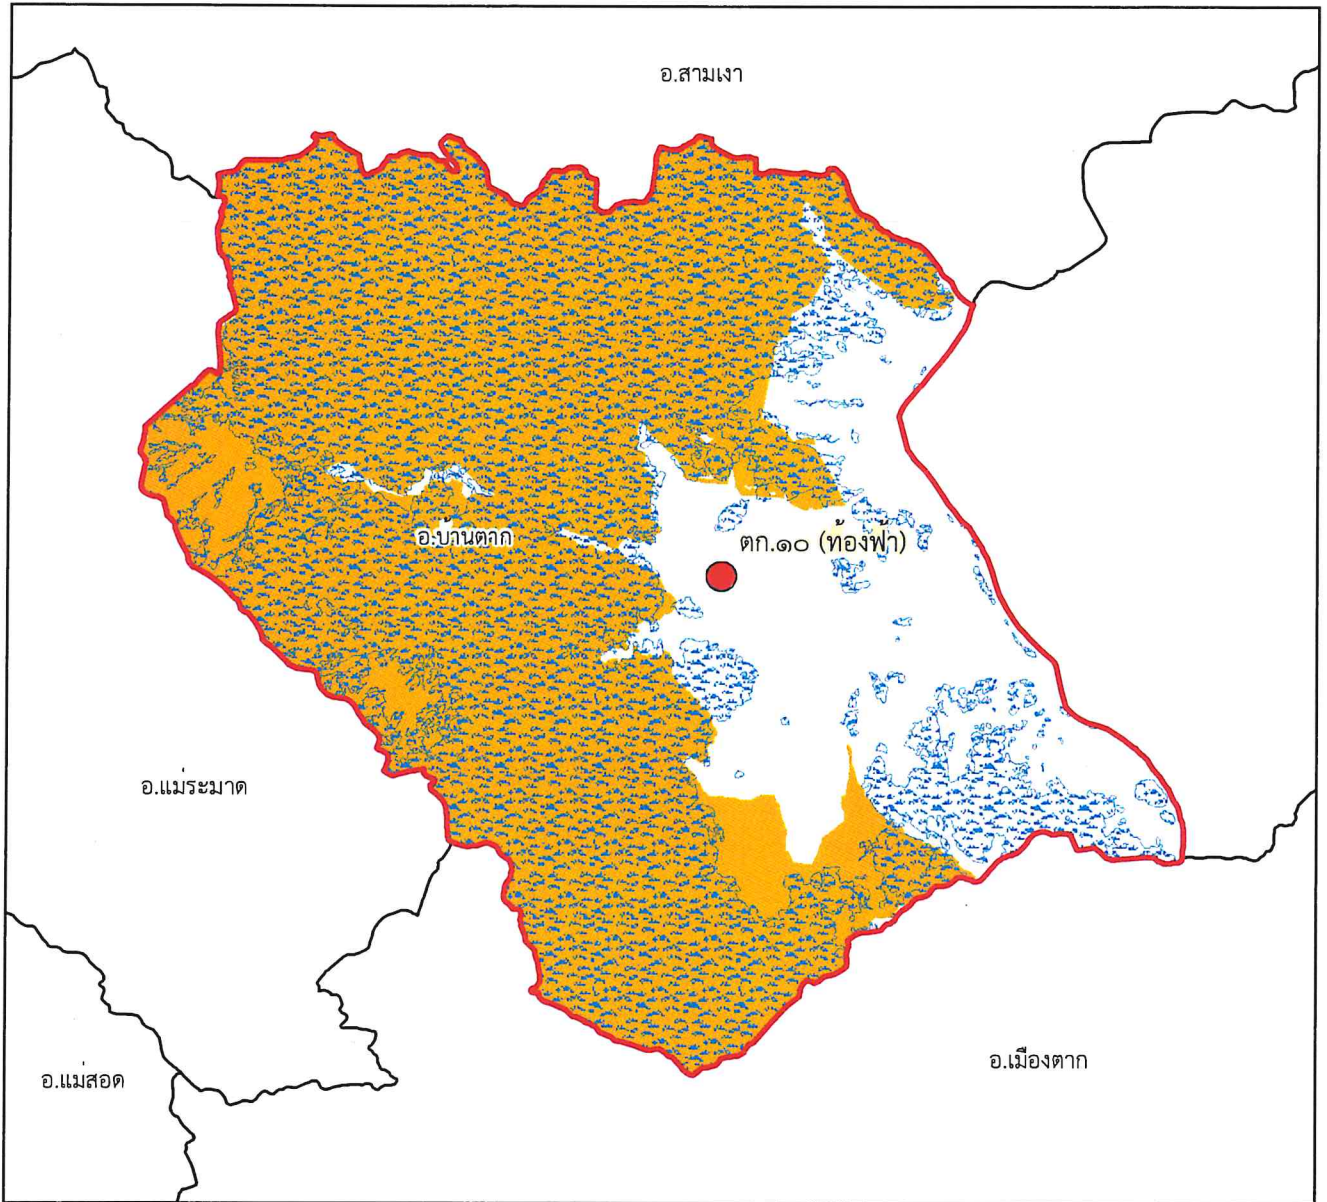 อ.สามเงา
อ.บ้านตาก
ตก.๑๐ (ท้องฟ้า)
อ.แม่ระมาด
อ.เมืองตาก
อ.แม่สอด